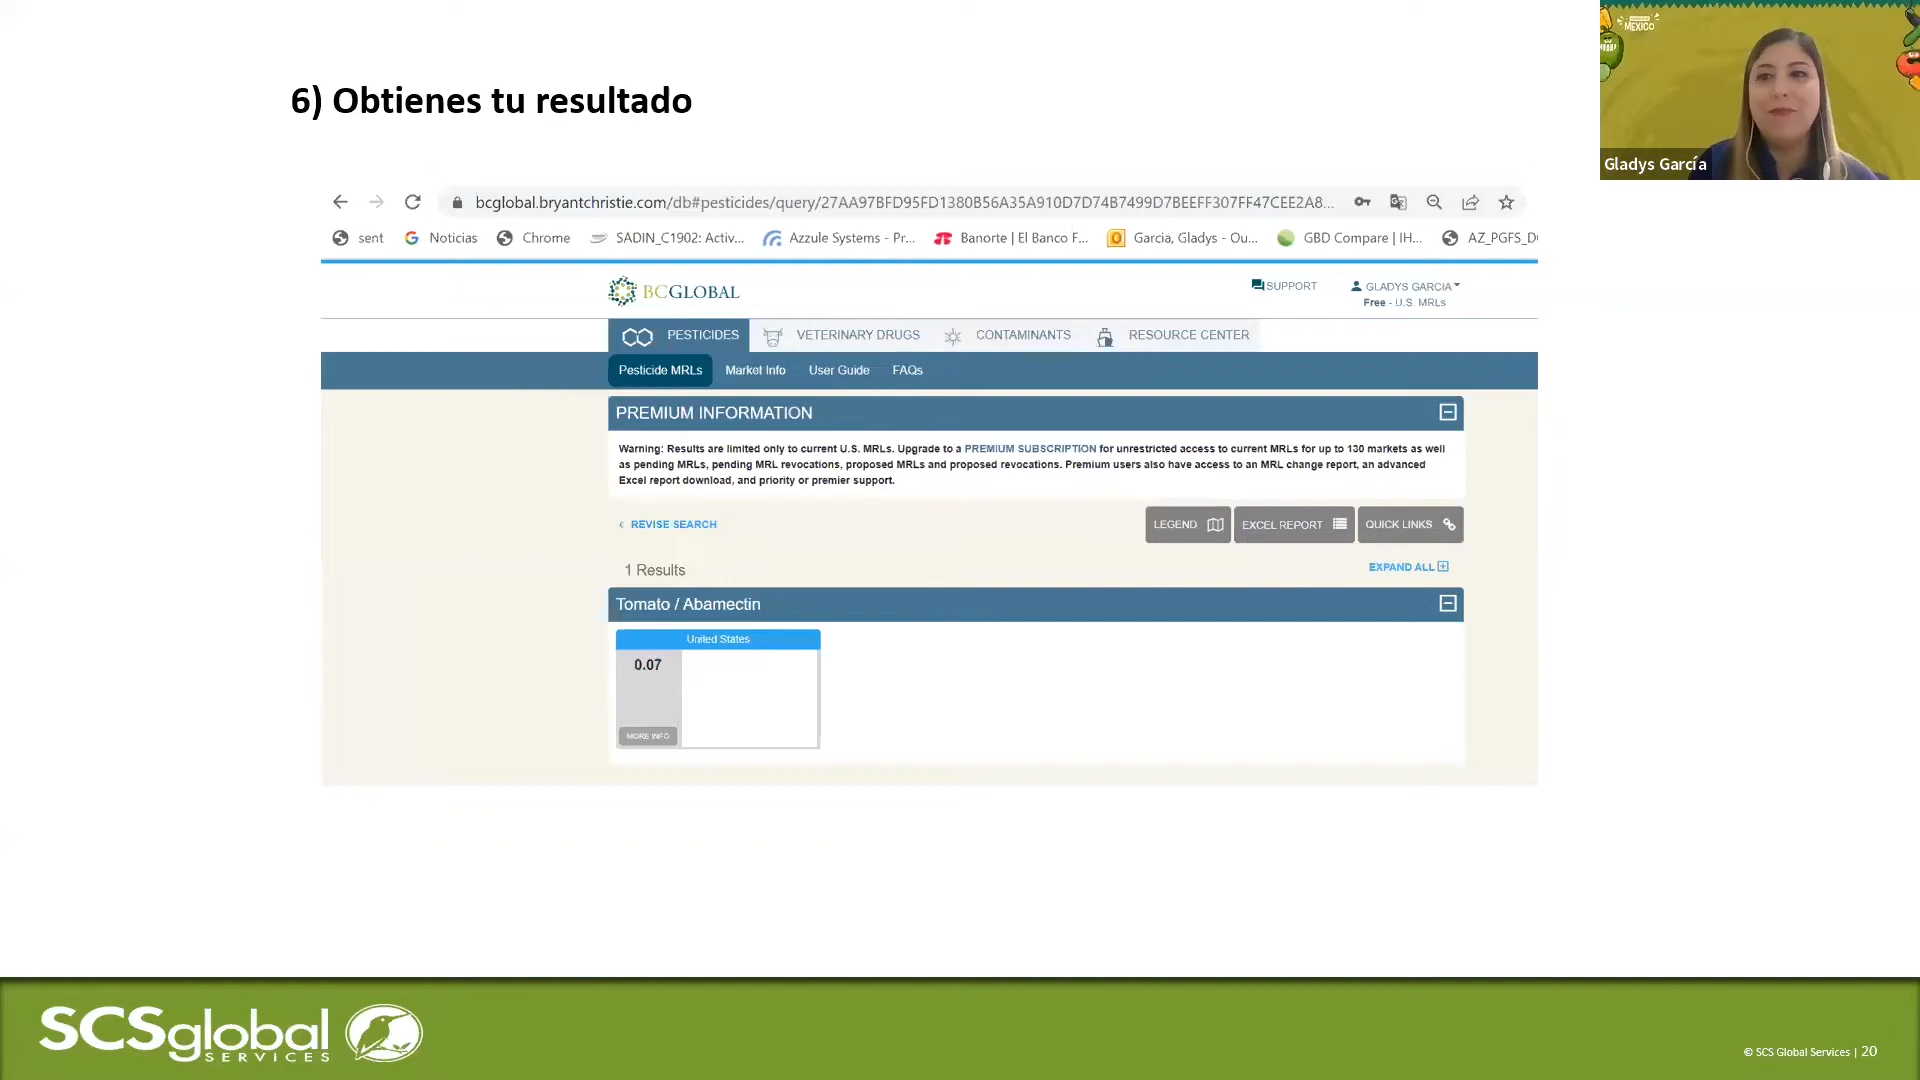 6) Obtienes tu resultado
MEXICO
Gladys García
bcglobal.bryantchristie.com/db#pesticides/query/27AA97BFD95FD1380B56A35A910D7D74B7499D7BEEFF307FF47CEE2A8...
sent
Noticias
Chrome
SADIN_C1902: Activ...
Azzule Systems - Pr...
Banorte | El Banco F...
Garcia, Gladys - Ou...
GBD Compare | IH...
AZ_PGFS_D
BCGLOBAL
SUPPORT
GLADYS GARCIA
Free - U.S. MRLs
PESTICIDES
VETERINARY DRUGS
CONTAMINANTS
RESOURCE CENTER
Pesticide MRLs
Market Info
User Guide
FAQs
PREMIUM INFORMATION
Warning: Results are limited only to current U.S. MRLs. Upgrade to a PREMIUM SUBSCRIPTION for unrestricted access to current MRLs for up to 130 markets as well
as pending MRLs, pending MRL revocations, proposed MRLs and proposed revocations. Premium users also have access to an MRL change report, an advanced
Excel report download, and priority or premier support.
< REVISE SEARCH
LEGEND
EXCEL REPORT
QUICK LINKS
1 Results
EXPAND ALL
Tomato / Abamectin
United States
0.07
MORE INFO
SCSglobal
SERVICES
© SCS Global Services | 20